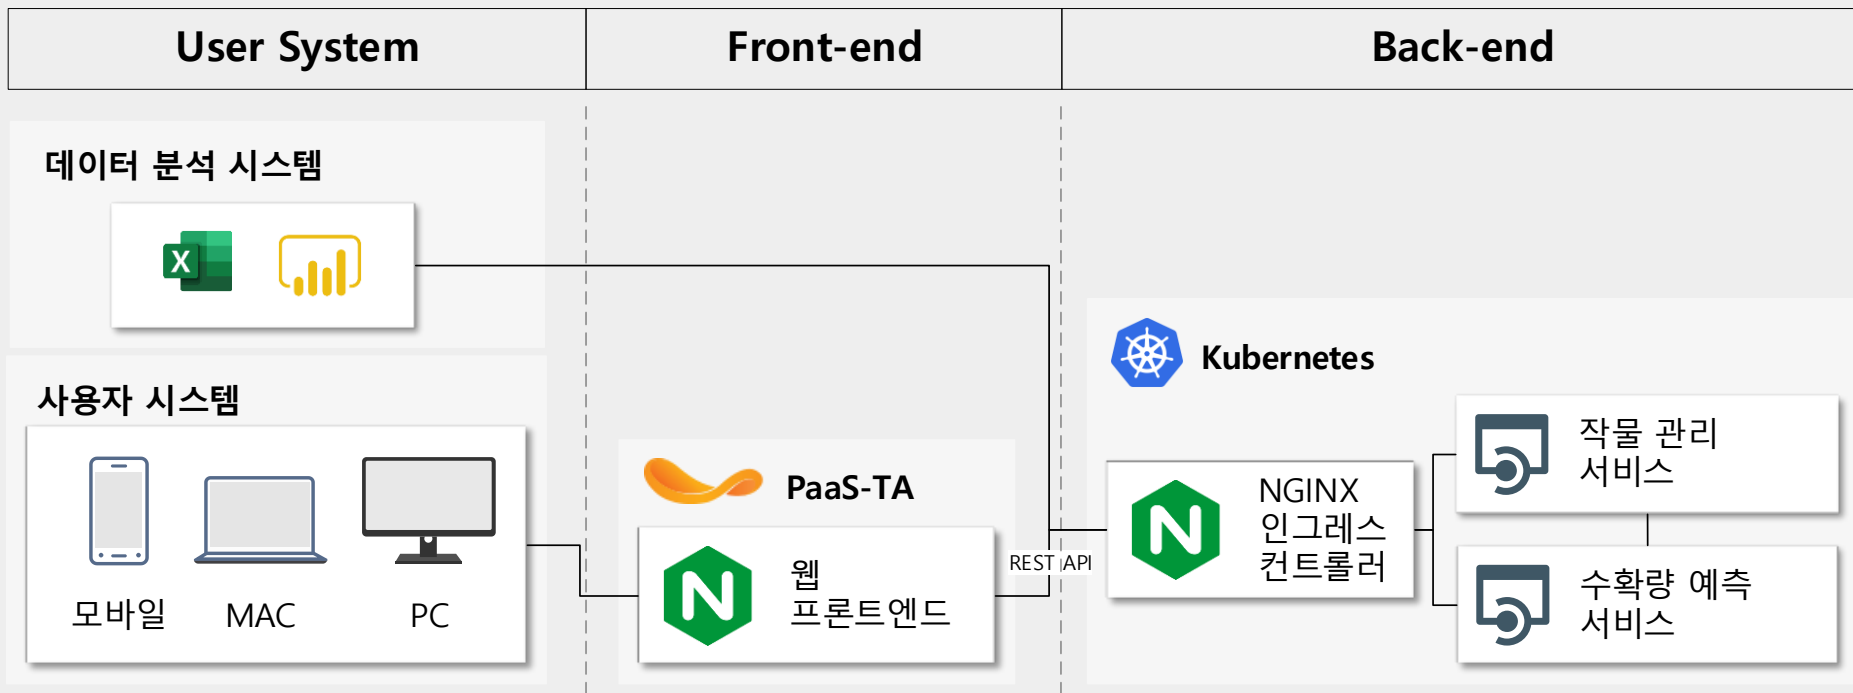 User System
Front-end
Back-end
데이터 분석 시스템
X
사용자 시스템
모바일
MAC
PC
PaaS-TA
N
웹
프론트엔드
REST API
Kubernetes
N
NGINX
인그레스
컨트롤러
작물 관리
서비스
수확량 예측
서비스